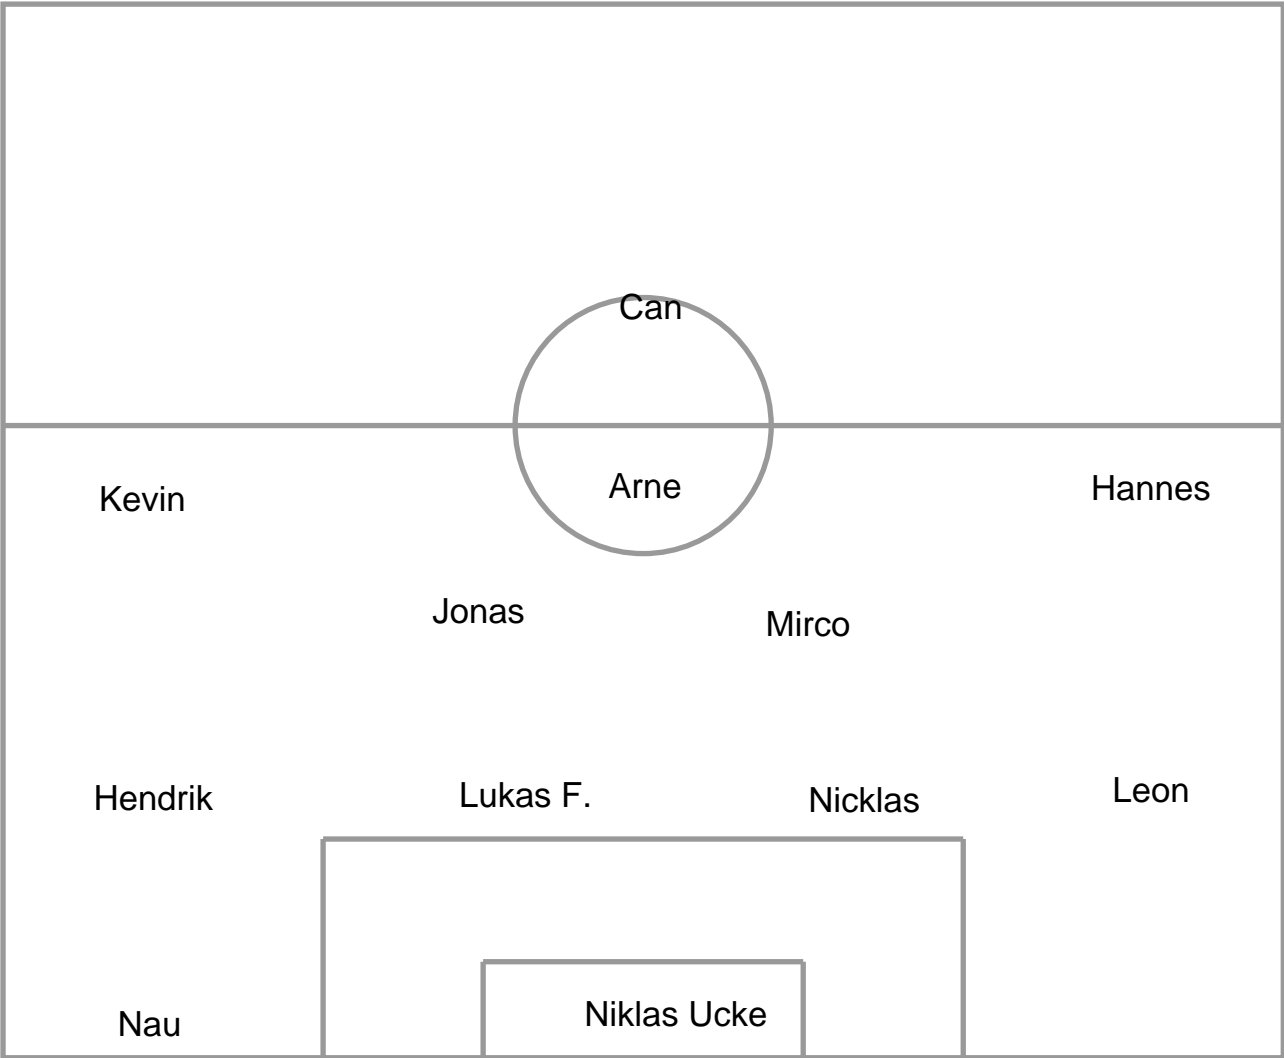 Can
Kevin
Arne
Hannes
Jonas
Mirco
Hendrik
Lukas F.
Nicklas
Leon
Nau
Niklas Ucke